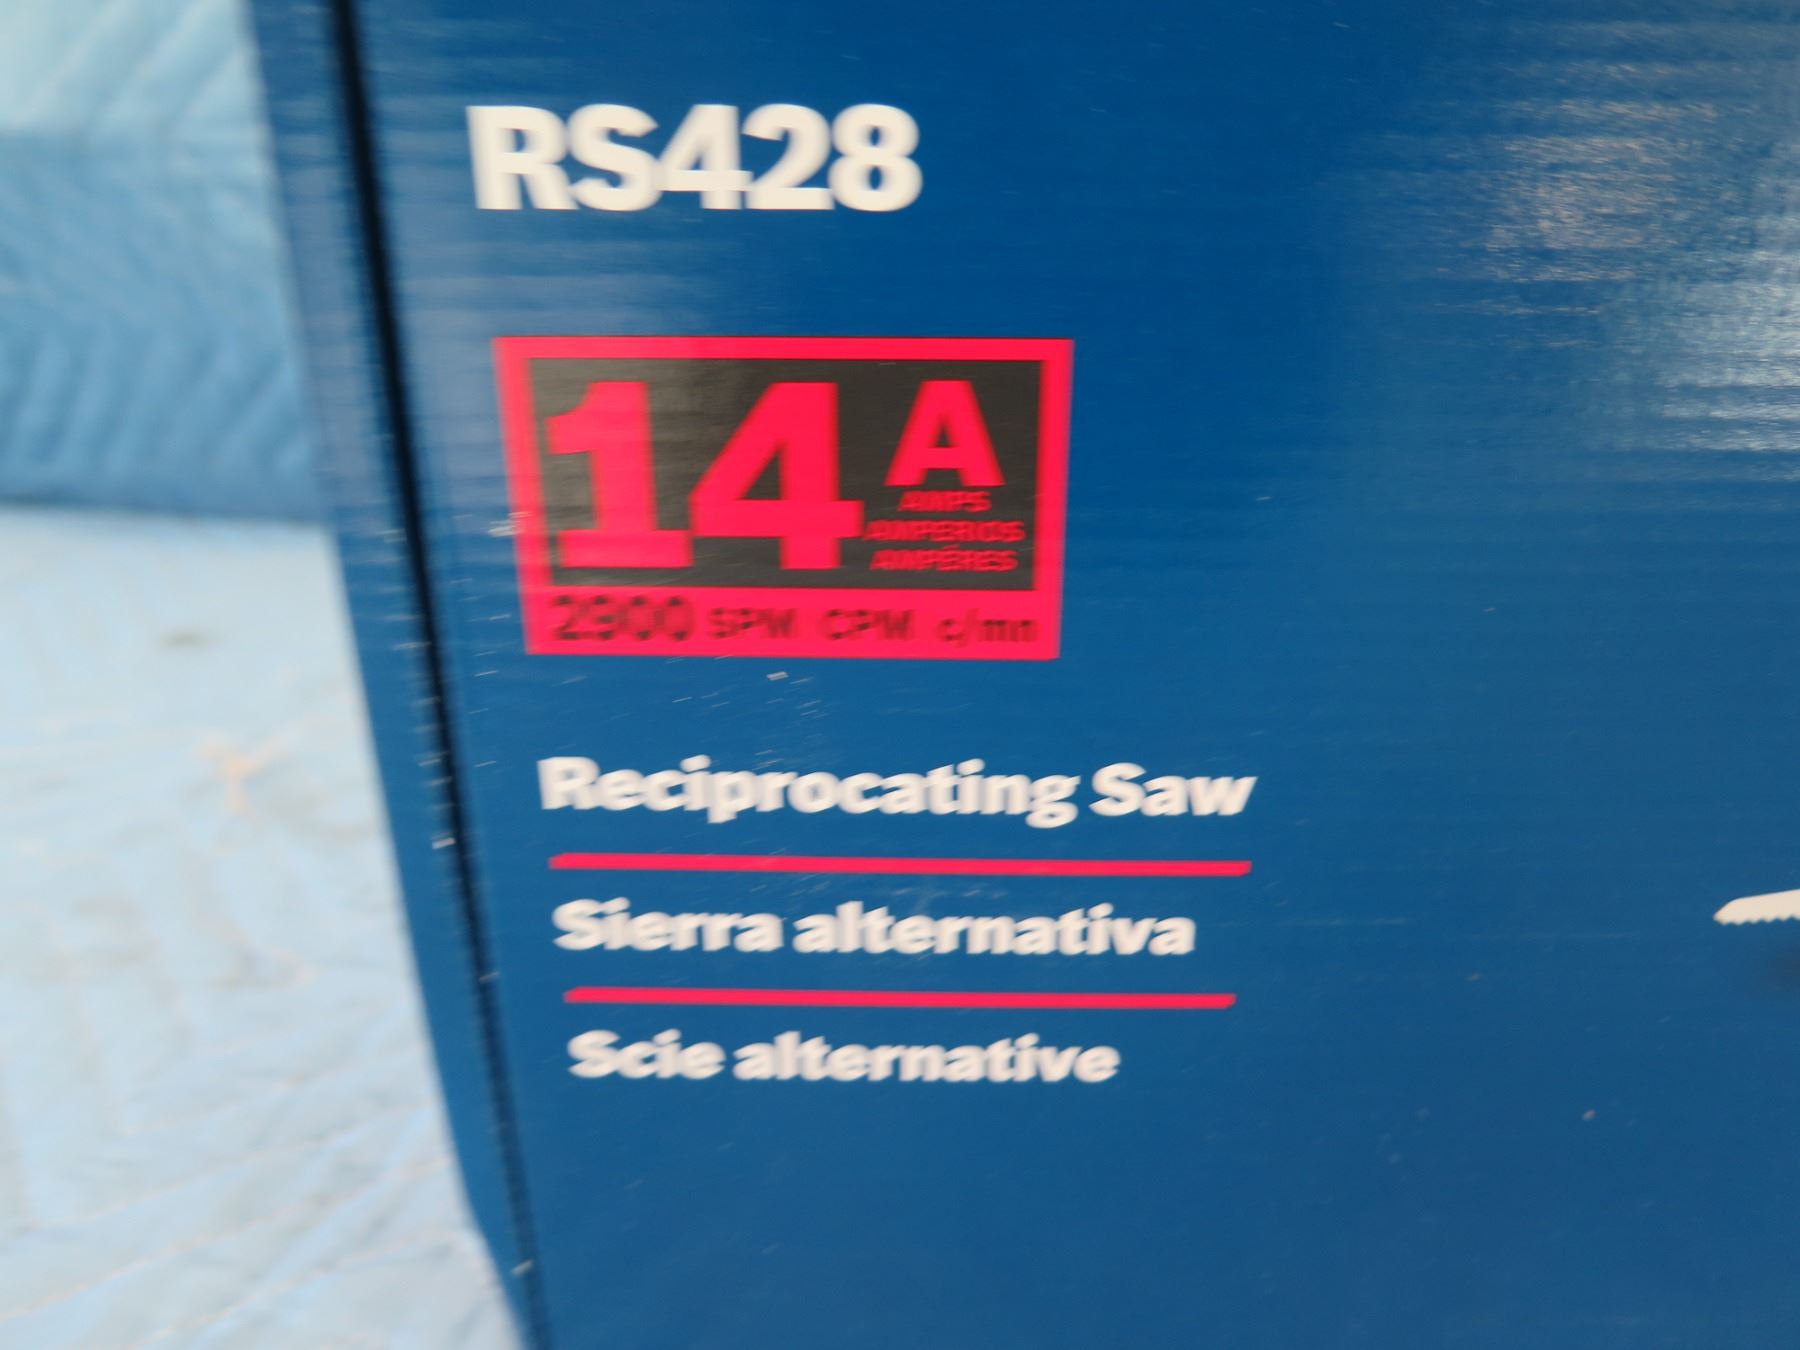 RS428
14 A
AMPS
AMPERIOS
AMPÈRES
2900 SPM CPM c/mn
Reciprocating Saw
Sierra alternativa
Scie alternative